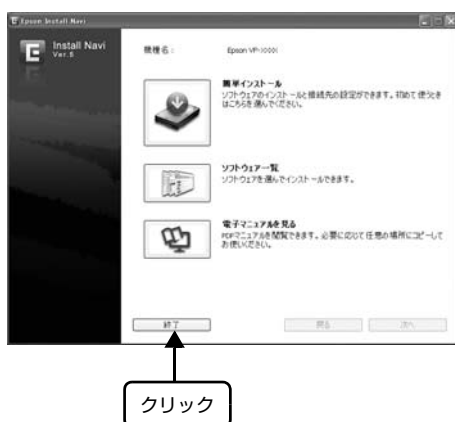 Epson Install Navi
Install Navi
Ver.5
機種名：
Epson VP-xxxxx
簡単インストール
ソフトウェアのインストールと接続先の設定ができます。初めて使うとき
はこちらを選んでください。
ソフトウェア一覧
ソフトウェアを選んでインストールできます。
電子マニュアルを見る
PDFマニュアルを閲覧できます。必要に応じて任意の場所にコピーして
お使いください。
終了
戻る
次へ
クリック